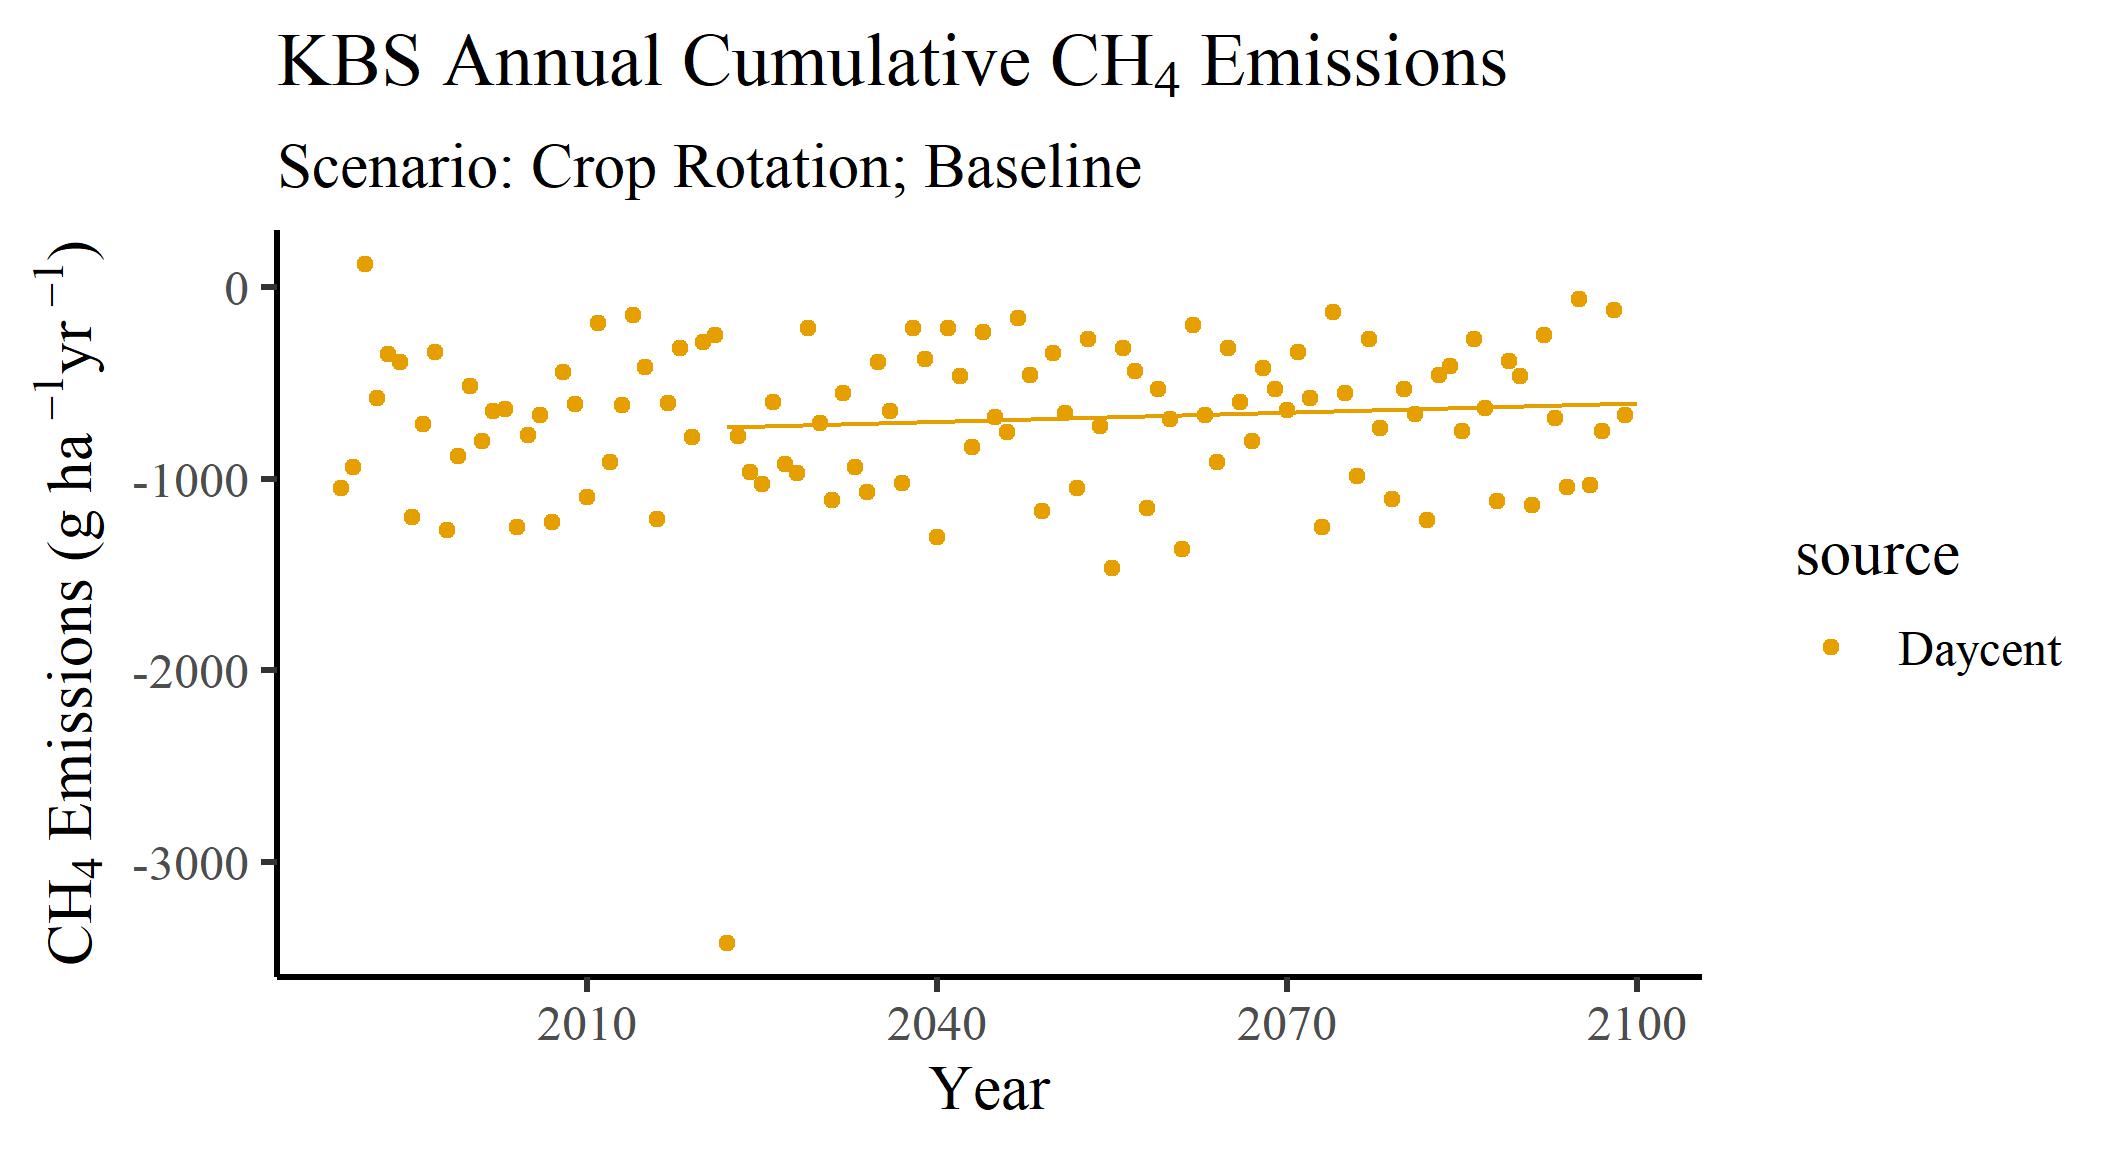 KBS Annual Cumulative CH₄ Emissions
Scenario: Crop Rotation; Baseline
CH₄ Emissions (g ha ⁻¹yr ⁻¹)
0
-1000
-2000
-3000
2010 2040 2070 2100
Year
source
Daycent